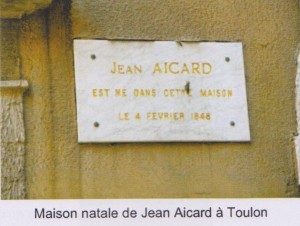 JEAN AICARD
EST NÉ DANS CETTE MAISON
LE 4 FÉVRIER 1848
Maison natale de Jean Aicard à Toulon